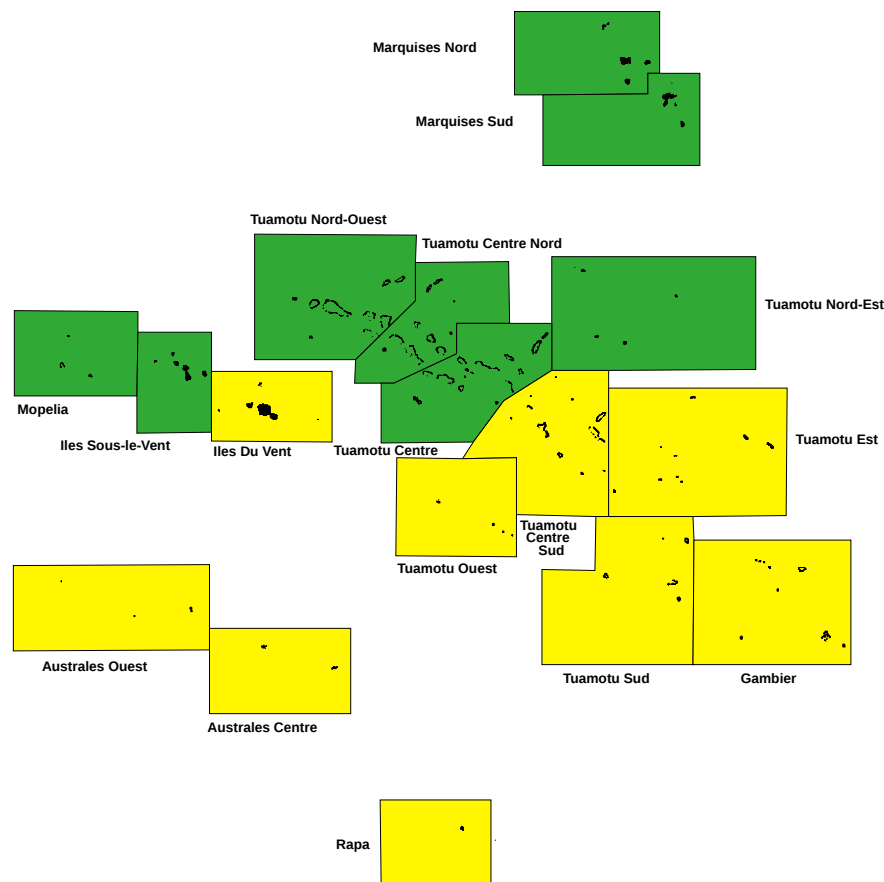 Marquises Nord
Marquises Sud
Tuamotu Nord-Ouest
Tuamotu Centre Nord
Tuamotu Nord-Est
Mopelia
Iles Sous-le-Vent
Iles Du Vent
Tuamotu Centre
Tuamotu Est
Tuamotu
Centre
Sud
Tuamotu Ouest
Australes Ouest
Tuamotu Sud
Gambier
Australes Centre
Rapa